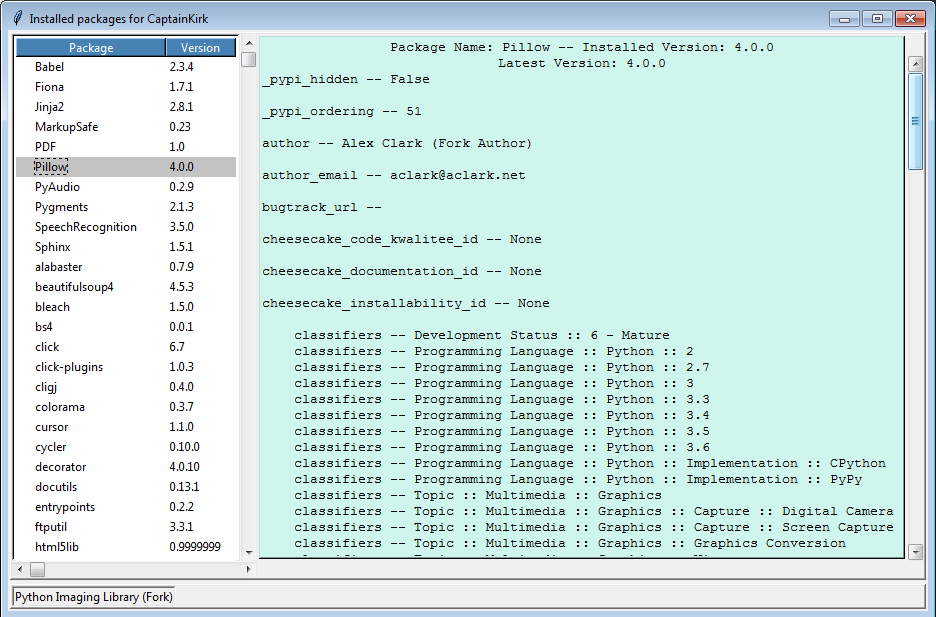 Installed packages for CaptainKirk
Package Version
Babel 2.3.4
Fiona 1.7.1
Jinja2 2.8.1
MarkupSafe 0.23
PDF 1.0
Pillow 4.0.0
PyAudio 0.2.9
Pygments 2.1.3
SpeechRecognition 3.5.0
Sphinx 1.5.1
alabaster 0.7.9
beautifulsoup4 4.5.3
bleach 1.5.0
bs4 0.0.1
click 6.7
click-plugins 1.0.3
cligj 0.4.0
colorama 0.3.7
cursor 1.1.0
cycler 0.10.0
decorator 4.0.10
docutils 0.13.1
entrypoints 0.2.2
ftputil 3.3.1
html5lib 0.9999999
Package Name: Pillow -- Installed Version: 4.0.0
Latest Version: 4.0.0
_pypi_hidden -- False
_pypi_ordering -- 51
author -- Alex Clark (Fork Author)
author_email -- aclark@aclark.net
bugtrack_url --
cheesecake_code_kwalitee_id -- None
cheesecake_documentation_id -- None
cheesecake_installability_id -- None
classifiers -- Development Status :: 6 - Mature
classifiers -- Programming Language :: Python :: 2
classifiers -- Programming Language :: Python :: 2.7
classifiers -- Programming Language :: Python :: 3
classifiers -- Programming Language :: Python :: 3.3
classifiers -- Programming Language :: Python :: 3.4
classifiers -- Programming Language :: Python :: 3.5
classifiers -- Programming Language :: Python :: 3.6
classifiers -- Programming Language :: Python :: Implementation :: CPython
classifiers -- Programming Language :: Python :: Implementation :: PyPy
classifiers -- Topic :: Multimedia :: Graphics
classifiers -- Topic :: Multimedia :: Graphics :: Capture :: Digital Camera
classifiers -- Topic :: Multimedia :: Graphics :: Capture :: Screen Capture
classifiers -- Topic :: Multimedia :: Graphics :: Graphics Conversion
Python Imaging Library (Fork)